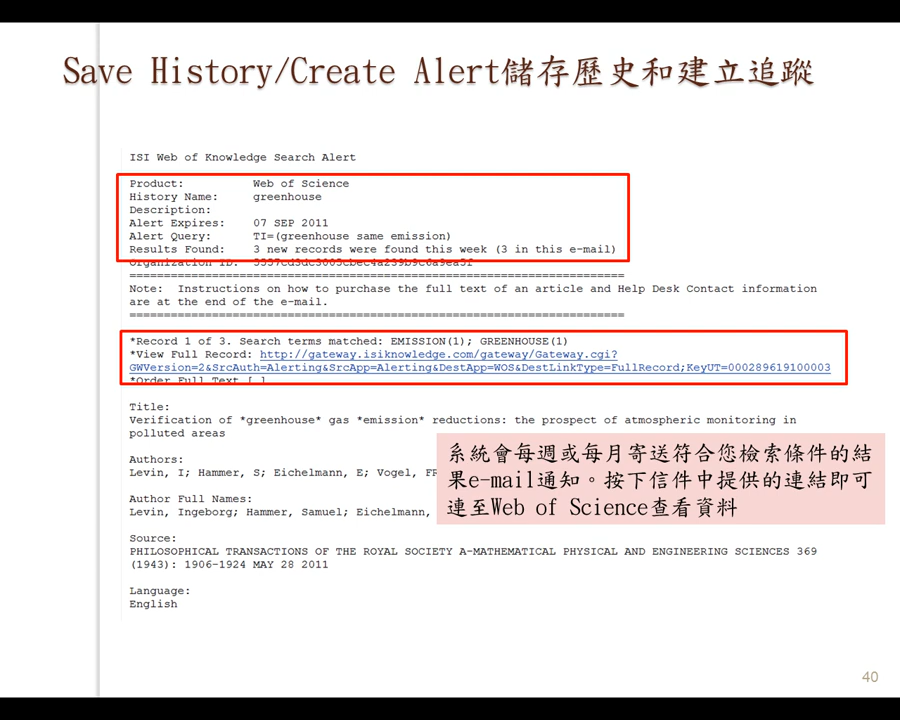 Save History/Create Alert儲存歷史和建立追蹤
ISI Web of Knowledge Search Alert
Product: Web of Science
History Name: greenhouse
Description:
Alert Expires: 07 SEP 2011
Alert Query: TI=(greenhouse same emission)
Results Found: 3 new records were found this week (3 in this e-mail)
Organization ID:
================================================================
Note: Instructions on how to purchase the full text of an article and Help Desk Contact information
are at the end of the e-mail.
================================================================
*Record 1 of 3. Search terms matched: EMISSION(1); GREENHOUSE(1)
*View Full Record: http://gateway.isiknowledge.com/gateway/Gateway.cgi?
GWVersion=2&SrcAuth=Alerting&SrcApp=Alerting&DestApp=WOS&DestLinkType=FullRecord;KeyUT=000289619100003
*Order Full Text [ ]
Title:
Verification of *greenhouse* gas *emission* reductions: the prospect of atmospheric monitoring in
polluted areas
Authors:
Levin, I; Hammer, S; Eichelmann, E; Vogel, FR
Author Full Names:
Levin, Ingeborg; Hammer, Samuel; Eichelmann,
系統會每週或每月寄送符合您檢索條件的結
果e-mail通知。按下信件中提供的連結即可
連至Web of Science查看資料
Source:
PHILOSOPHICAL TRANSACTIONS OF THE ROYAL SOCIETY A-MATHEMATICAL PHYSICAL AND ENGINEERING SCIENCES 369
(1943): 1906-1924 MAY 28 2011
Language:
English
40